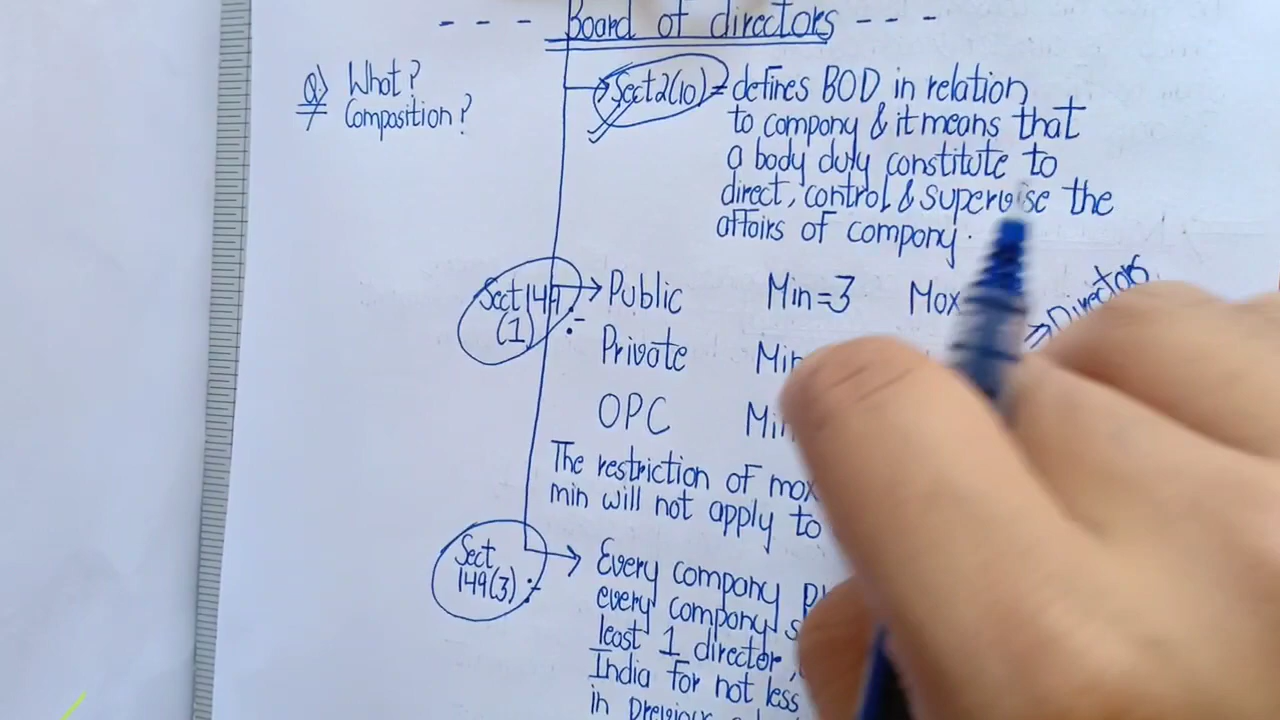 - - - Board of directors - - -
Q> What?
Composition?
Sect 2(10) = defines BOD in relation
to company & it means that
a body duty constitute to
direct, control & supervise the
affairs of company.
Sect 149
(1) :- Public Min=3 Max
Directors
Private Min
OPC Min
The restriction of max
min will not apply to
Sect
149(3) :-
Every company
every company
least 1 director,
India for not less
in previous